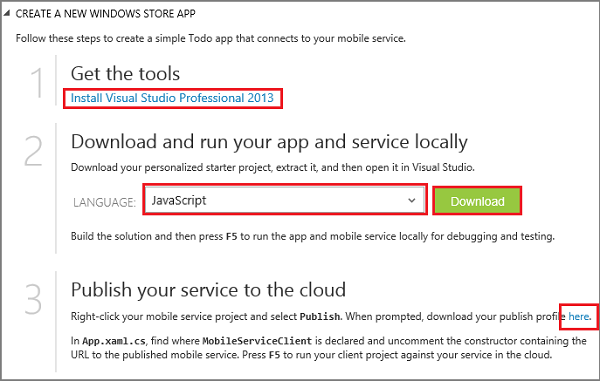 CREATE A NEW WINDOWS STORE APP
Follow these steps to create a simple Todo app that connects to your mobile service.
1 Get the tools
Install Visual Studio Professional 2013
2 Download and run your app and service locally
Download your personalized starter project, extract it, and then open it in Visual Studio.
LANGUAGE: JavaScript Download
Build the solution and then press F5 to run the app and mobile service locally for debugging and testing.
3 Publish your service to the cloud
Right-click your mobile service project and select Publish. When prompted, download your publish profile here.
In App.xaml.cs, find where MobileServiceClient is declared and uncomment the constructor containing the
URL to the published mobile service. Press F5 to run your client project against your service in the cloud.